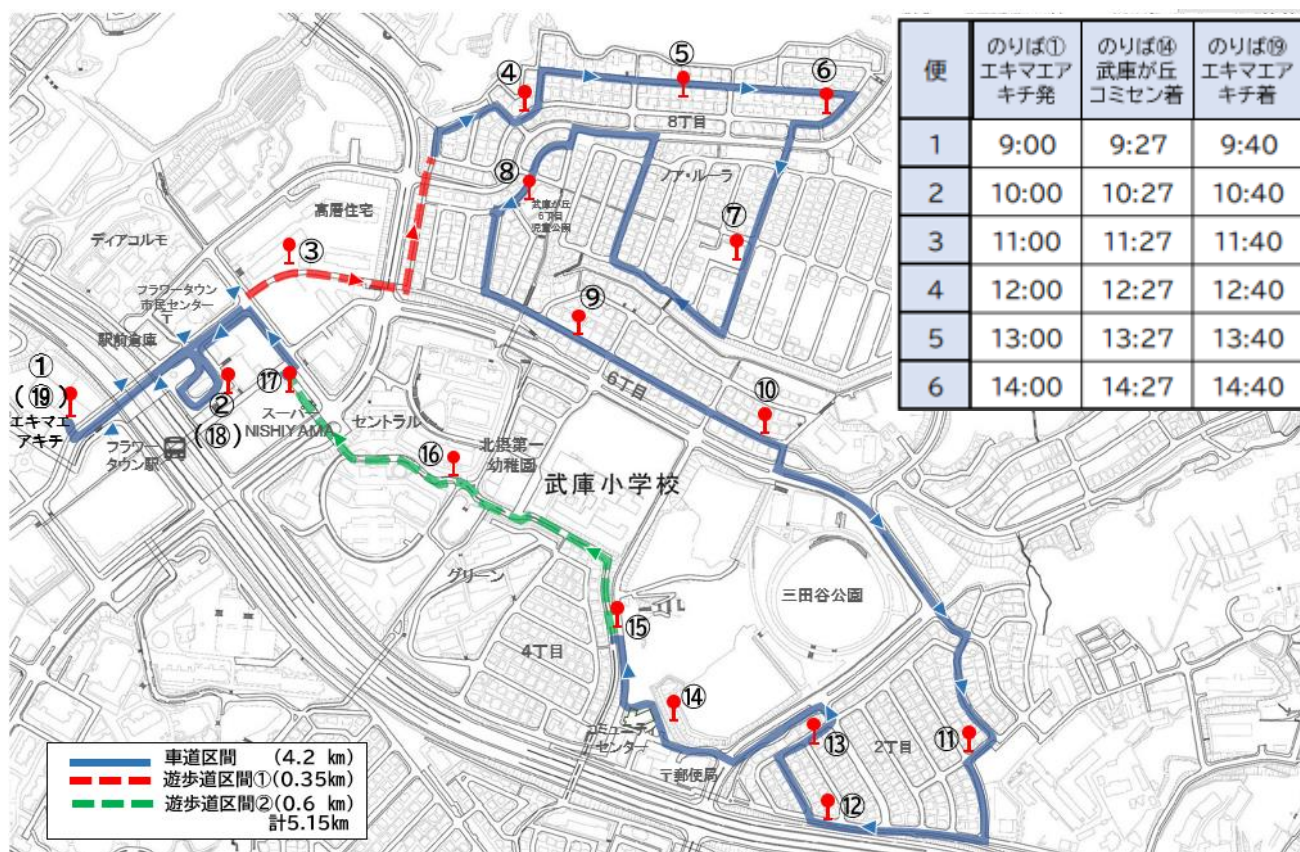 ④
⑤
⑥
8丁目
⑧
ノア・ルーラ
武庫が丘
6丁目
児童公園
⑦
高層住宅
③
ディアコルモ
フラワータウン
市民センター
〒
駅前倉庫
⑨
①
(⑲)
エキマエ
アキチ
⑰
②
(⑱)
スーパー
NISHIYAMA
セントラル
6丁目
⑩
フラワー
タウン駅
⑯
北摂第一
幼稚園
武庫小学校
グリーン
三田谷公園
⑮
4丁目
⑭
コミュニティ
センター
⑬
2丁目
⑪
〒郵便局
⑫
車道区間 (4.2 km)
遊歩道区間①(0.35km)
遊歩道区間②(0.6 km)
計5.15km
便 のりば① エキマエア キチ発 のりば⑭ 武庫が丘 コミセン着 のりば⑲ エキマエア キチ着
1 9:00 9:27 9:40
2 10:00 10:27 10:40
3 11:00 11:27 11:40
4 12:00 12:27 12:40
5 13:00 13:27 13:40
6 14:00 14:27 14:40